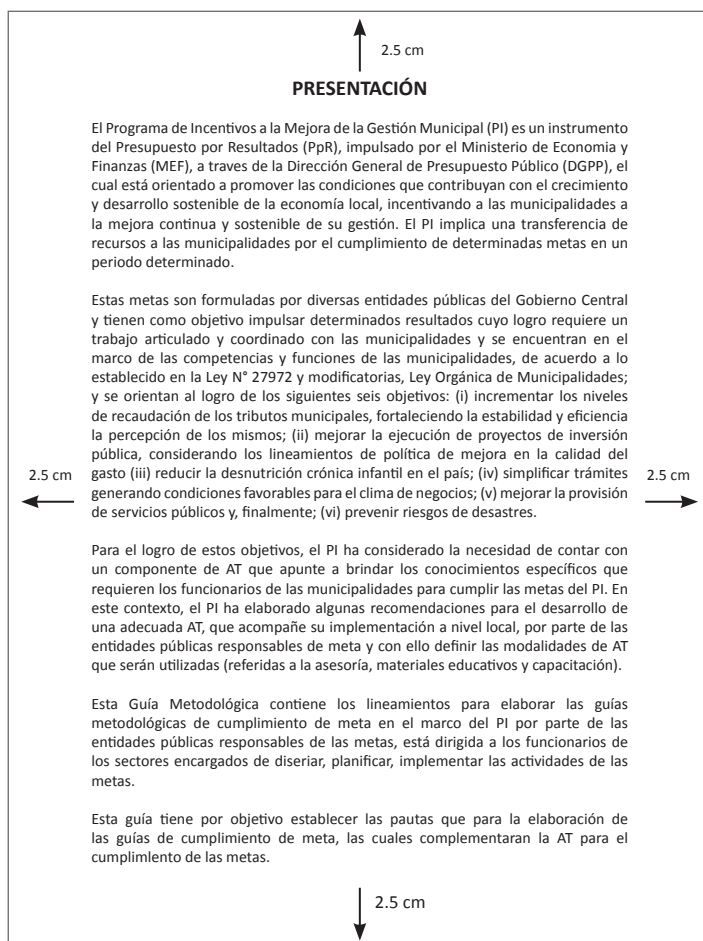 2.5 cm
PRESENTACIÓN
El Programa de Incentivos a la Mejora de la Gestión Municipal (PI) es un instrumento
del Presupuesto por Resultados (PpR), impulsado por el Ministerio de Economia y
Finanzas (MEF), a traves de la Dirección General de Presupuesto Público (DGPP), el
cual está orientado a promover las condiciones que contribuyan con el crecimiento
y desarrollo sostenible de la economía local, incentivando a las municipalidades a
la mejora continua y sostenible de su gestión. El PI implica una transferencia de
recursos a las municipalidades por el cumplimiento de determinadas metas en un
periodo determinado.
Estas metas son formuladas por diversas entidades públicas del Gobierno Central
y tienen como objetivo impulsar determinados resultados cuyo logro requiere un
trabajo articulado y coordinado con las municipalidades y se encuentran en el
marco de las competencias y funciones de las municipalidades, de acuerdo a lo
establecido en la Ley N° 27972 y modificatorias, Ley Orgánica de Municipalidades;
y se orientan al logro de los siguientes seis objetivos: (i) incrementar los niveles
de recaudación de los tributos municipales, fortaleciendo la estabilidad y eficiencia
la percepción de los mismos; (ii) mejorar la ejecución de proyectos de inversión
pública, considerando los lineamientos de política de mejora en la calidad del
2.5 cm gasto (iii) reducir la desnutrición crónica infantil en el país; (iv) simplificar trámites 2.5 cm
generando condiciones favorables para el clima de negocios; (v) mejorar la provisión
de servicios públicos y, finalmente; (vi) prevenir riesgos de desastres.
Para el logro de estos objetivos, el PI ha considerado la necesidad de contar con
un componente de AT que apunte a brindar los conocimientos específicos que
requieren los funcionarios de las municipalidades para cumplir las metas del PI. En
este contexto, el PI ha elaborado algunas recomendaciones para el desarrollo de
una adecuada AT, que acompañe su implementación a nivel local, por parte de las
entidades públicas responsables de meta y con ello definir las modalidades de AT
que serán utilizadas (referidas a la asesoría, materiales educativos y capacitación).
Esta Guía Metodológica contiene los lineamientos para elaborar las guías
metodológicas de cumplimiento de meta en el marco del PI por parte de las
entidades públicas responsables de las metas, está dirigida a los funcionarios de
los sectores encargados de diseriar, planificar, implementar las actividades de las
metas.
Esta guía tiene por objetivo establecer las pautas que para la elaboración de
las guías de cumplimiento de meta, las cuales complementaran la AT para el
cumplimlento de las metas.
2.5 cm